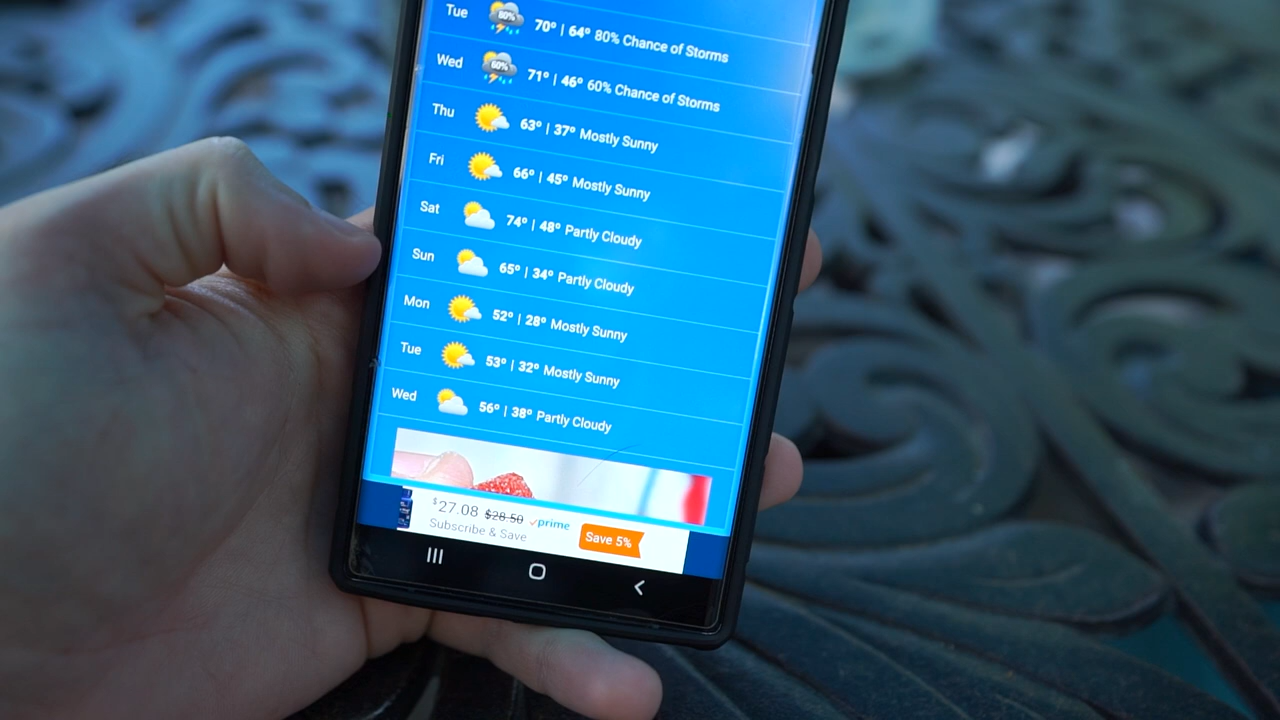 Tue 80% 70° | 64° 80% Chance of Storms
Wed 60% 71° | 46° 60% Chance of Storms
Thu 63° | 37° Mostly Sunny
Fri 66° | 45° Mostly Sunny
Sat 74° | 48° Partly Cloudy
Sun 65° | 34° Partly Cloudy
Mon 52° | 28° Mostly Sunny
Tue 53° | 32° Mostly Sunny
Wed 56° | 38° Partly Cloudy
$27.08 $28.50 prime
Subscribe & Save
Save 5%